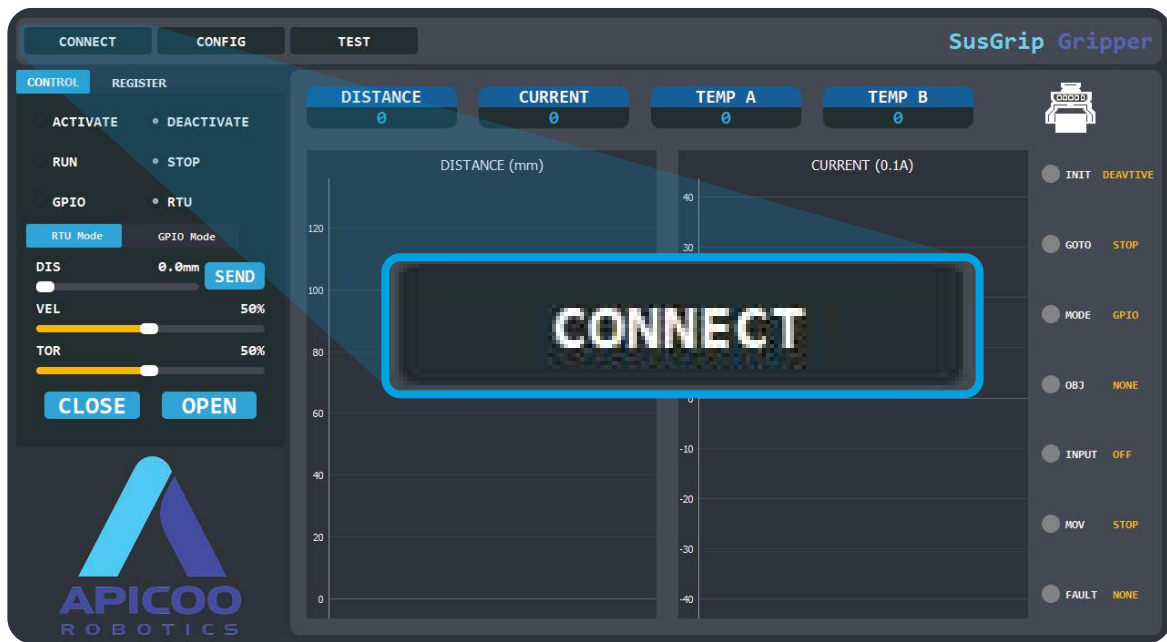 CONNECT CONFIG TEST SusGrip Gripper
CONTROL REGISTER
DISTANCE CURRENT TEMP A TEMP B
0 0 0 0
ACTIVATE DEACTIVATE
RUN STOP
GPIO RTU
RTU Mode GPIO Mode
DIS 0.0mm SEND
VEL 50%
TOR 50%
CLOSE OPEN
APICOO
ROBOTICS
DISTANCE (mm)
120
100
80
60
40
20
0
CURRENT (0.1A)
40
30
0
-10
-20
-30
-40
CONNECT
INIT DEAVTIVE
GOTO STOP
MODE GPIO
OBJ NONE
INPUT OFF
MOV STOP
FAULT NONE